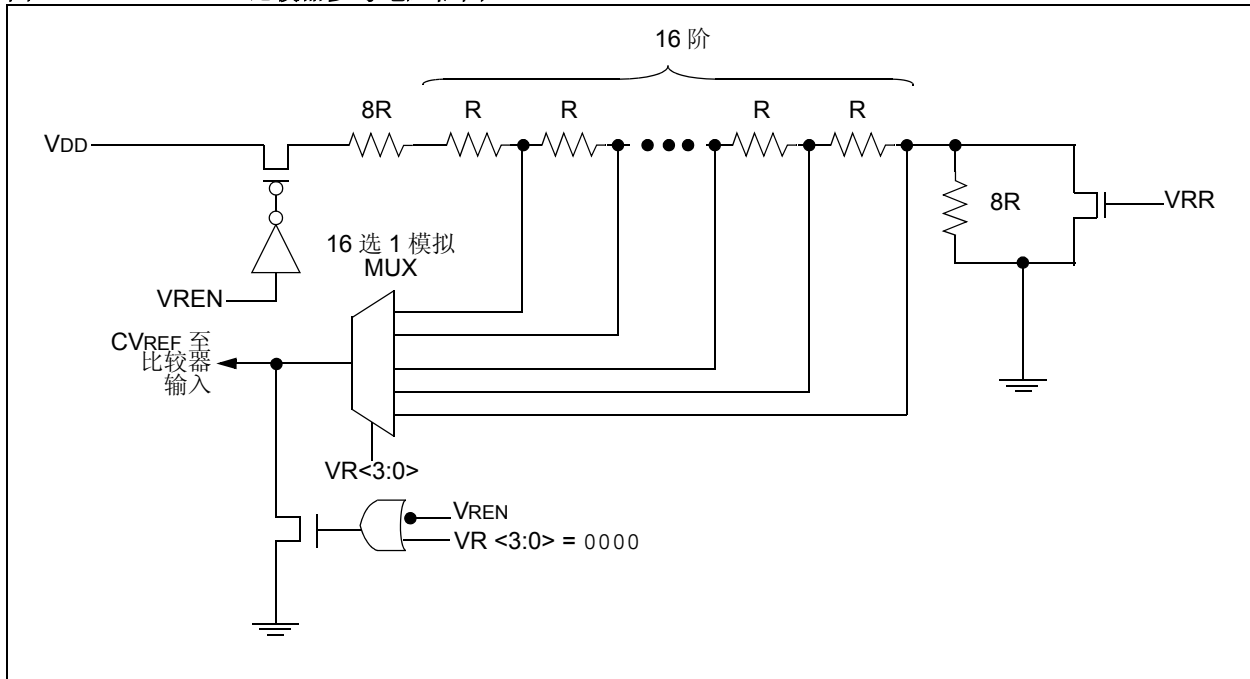 16 阶
8R
R
R
R
R
VDD
8R
VRR
16 选 1 模拟
MUX
VREN
CVREF 至
比较器
输入
VR<3:0>
VREN
VR <3:0> = 0000